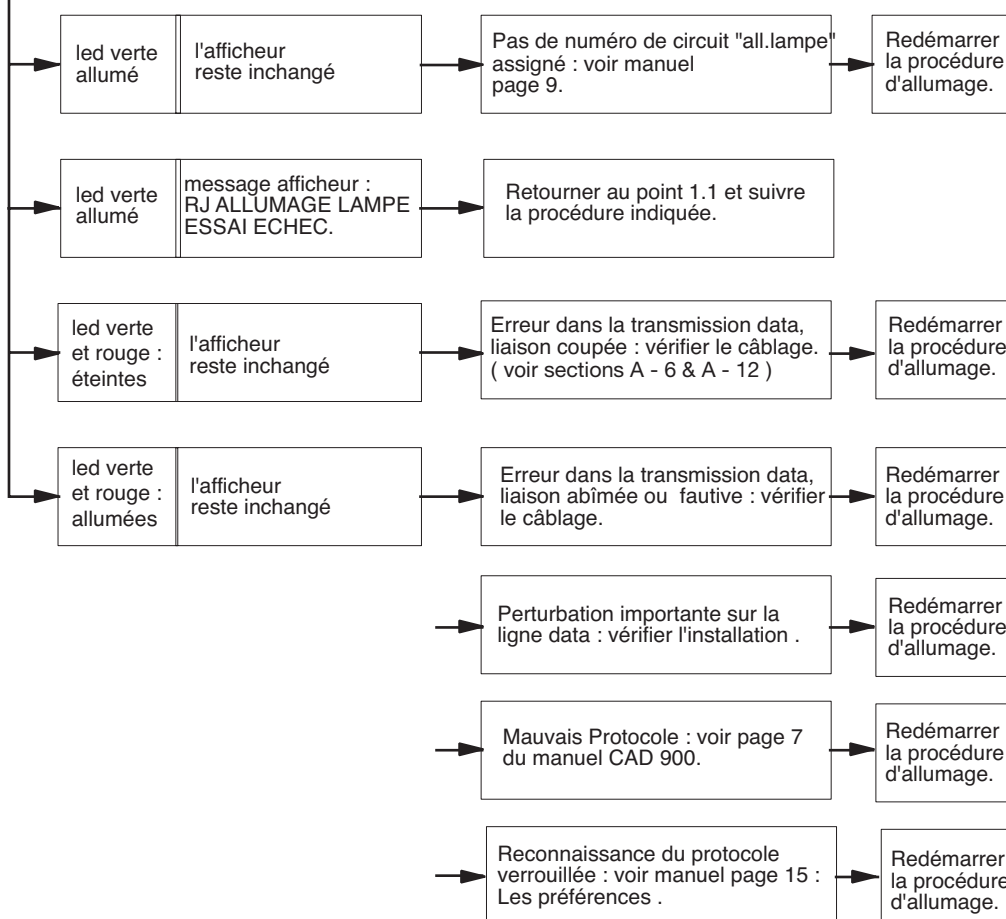 led verte
allumé
l'afficheur
reste inchangé
Pas de numéro de circuit "all.lampe"
assigné : voir manuel
page 9.
Redémarrer
la procédure
d'allumage.
led verte
allumé
message afficheur :
RJ ALLUMAGE LAMPE
ESSAI ECHEC.
Retourner au point 1.1 et suivre
la procédure indiquée.
led verte
et rouge :
éteintes
l'afficheur
reste inchangé
Erreur dans la transmission data,
liaison coupée : vérifier le câblage.
( voir sections A - 6 & A - 12 )
Redémarrer
la procédure
d'allumage.
led verte
et rouge :
allumées
l'afficheur
reste inchangé
Erreur dans la transmission data,
liaison abîmée ou fautive : vérifier
le câblage.
Redémarrer
la procédure
d'allumage.
Perturbation importante sur la
ligne data : vérifier l'installation .
Redémarrer
la procédure
d'allumage.
Mauvais Protocole : voir page 7
du manuel CAD 900.
Redémarrer
la procédure
d'allumage.
Reconnaissance du protocole
verrouillée : voir manuel page 15 :
Les préférences .
Redémarrer
la procédure
d'allumage.